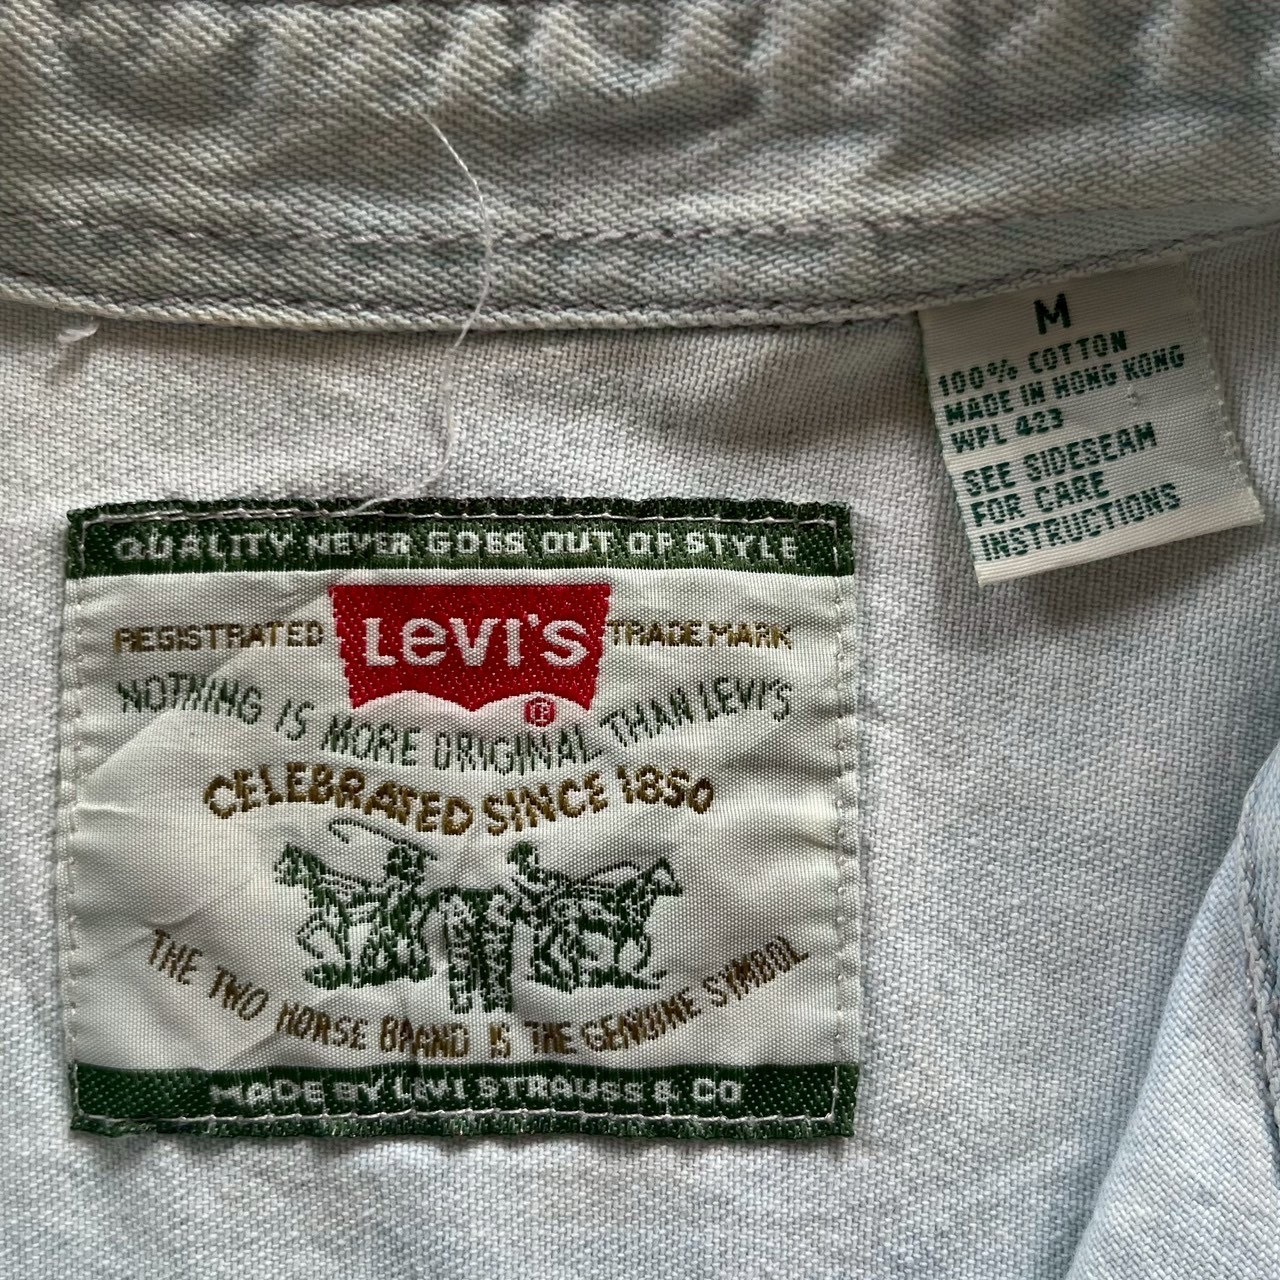 M
100% COTTON
MADE IN HONG KONG
WPL 423
SEE SIDESEAM
FOR CARE
INSTRUCTIONS
QUALITY NEVER GOES OUT OF STYLE
REGISTRATED LEVI'S TRADE MARK
®
NOTHING IS MORE ORIGINAL THAN LEVI'S
CELEBRATED SINCE 1850
THE TWO HORSE BRAND IS THE GENUINE SYMBOL
MADE BY LEVI STRAUSS & CO